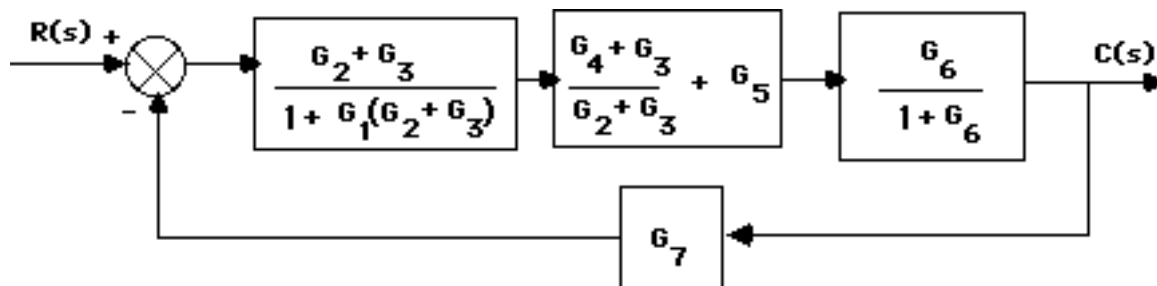 R(s) +
-
G2+G3
1+ G1(G2+G3)
G4+G3
G2+G3
+ G5
G6
1+G6
C(s)
G7